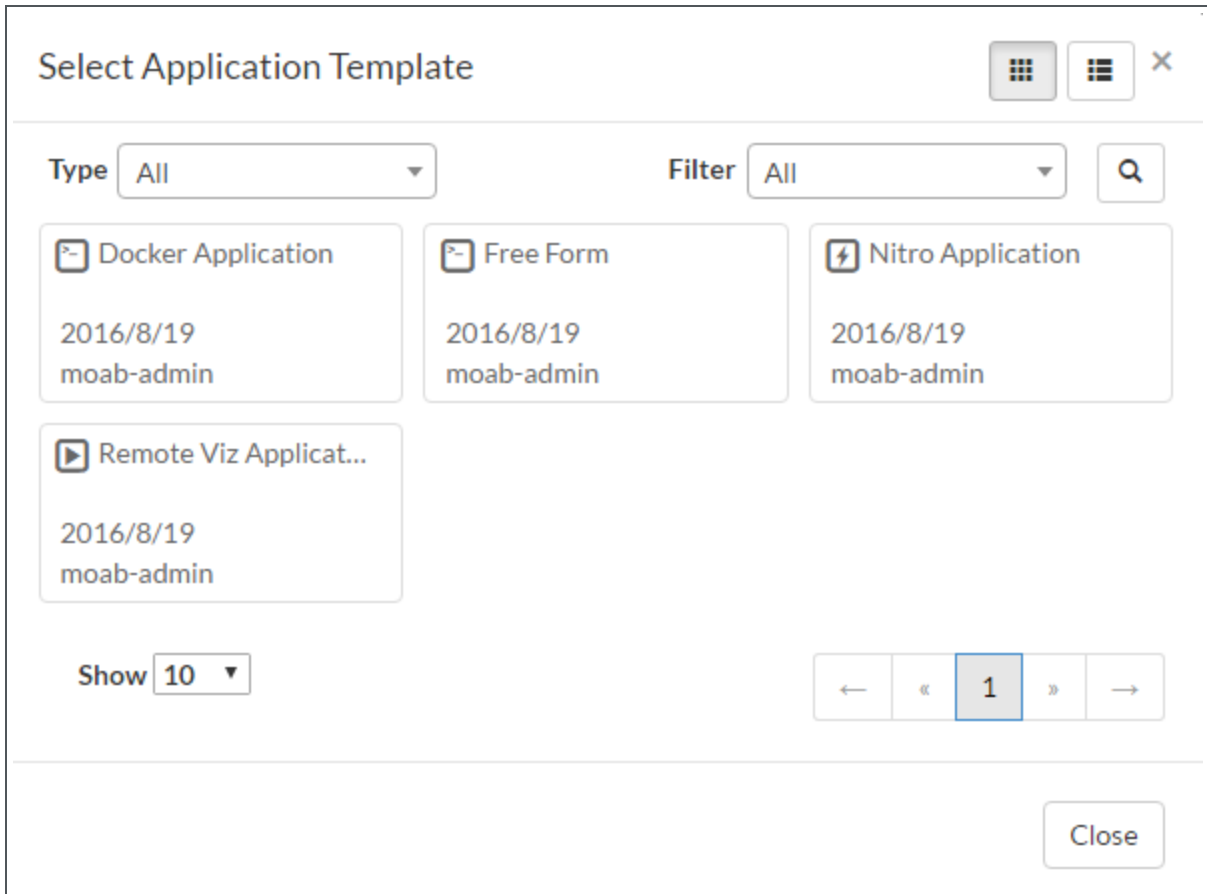 Select Application Template
×
Type All Filter All
>_ Docker Application
2016/8/19
moab-admin
>_ Free Form
2016/8/19
moab-admin
Nitro Application
2016/8/19
moab-admin
Remote Viz Applicat...
2016/8/19
moab-admin
Show 10
← « 1 » →
Close